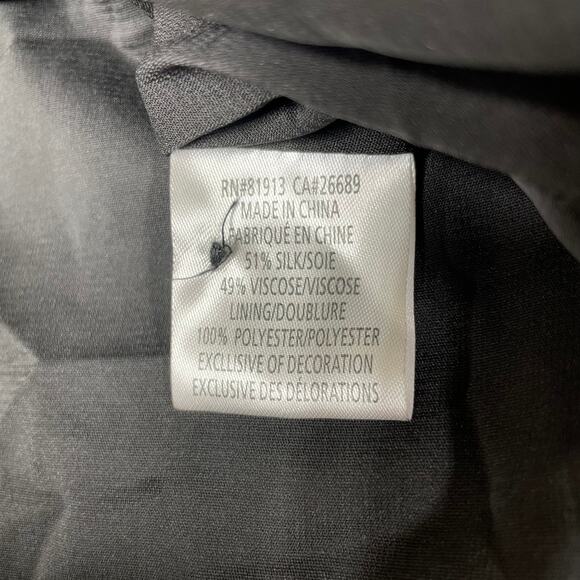 RN#81913 CA#26689
MADE IN CHINA
FABRIQUÉ EN CHINE
51% SILK/SOIE
49% VISCOSE/VISCOSE
LINING/DOUBLURE
100% POLYESTER/POLYESTER
EXCLUSIVE OF DECORATION
EXCLUSIVE DES DÉLORATIONS